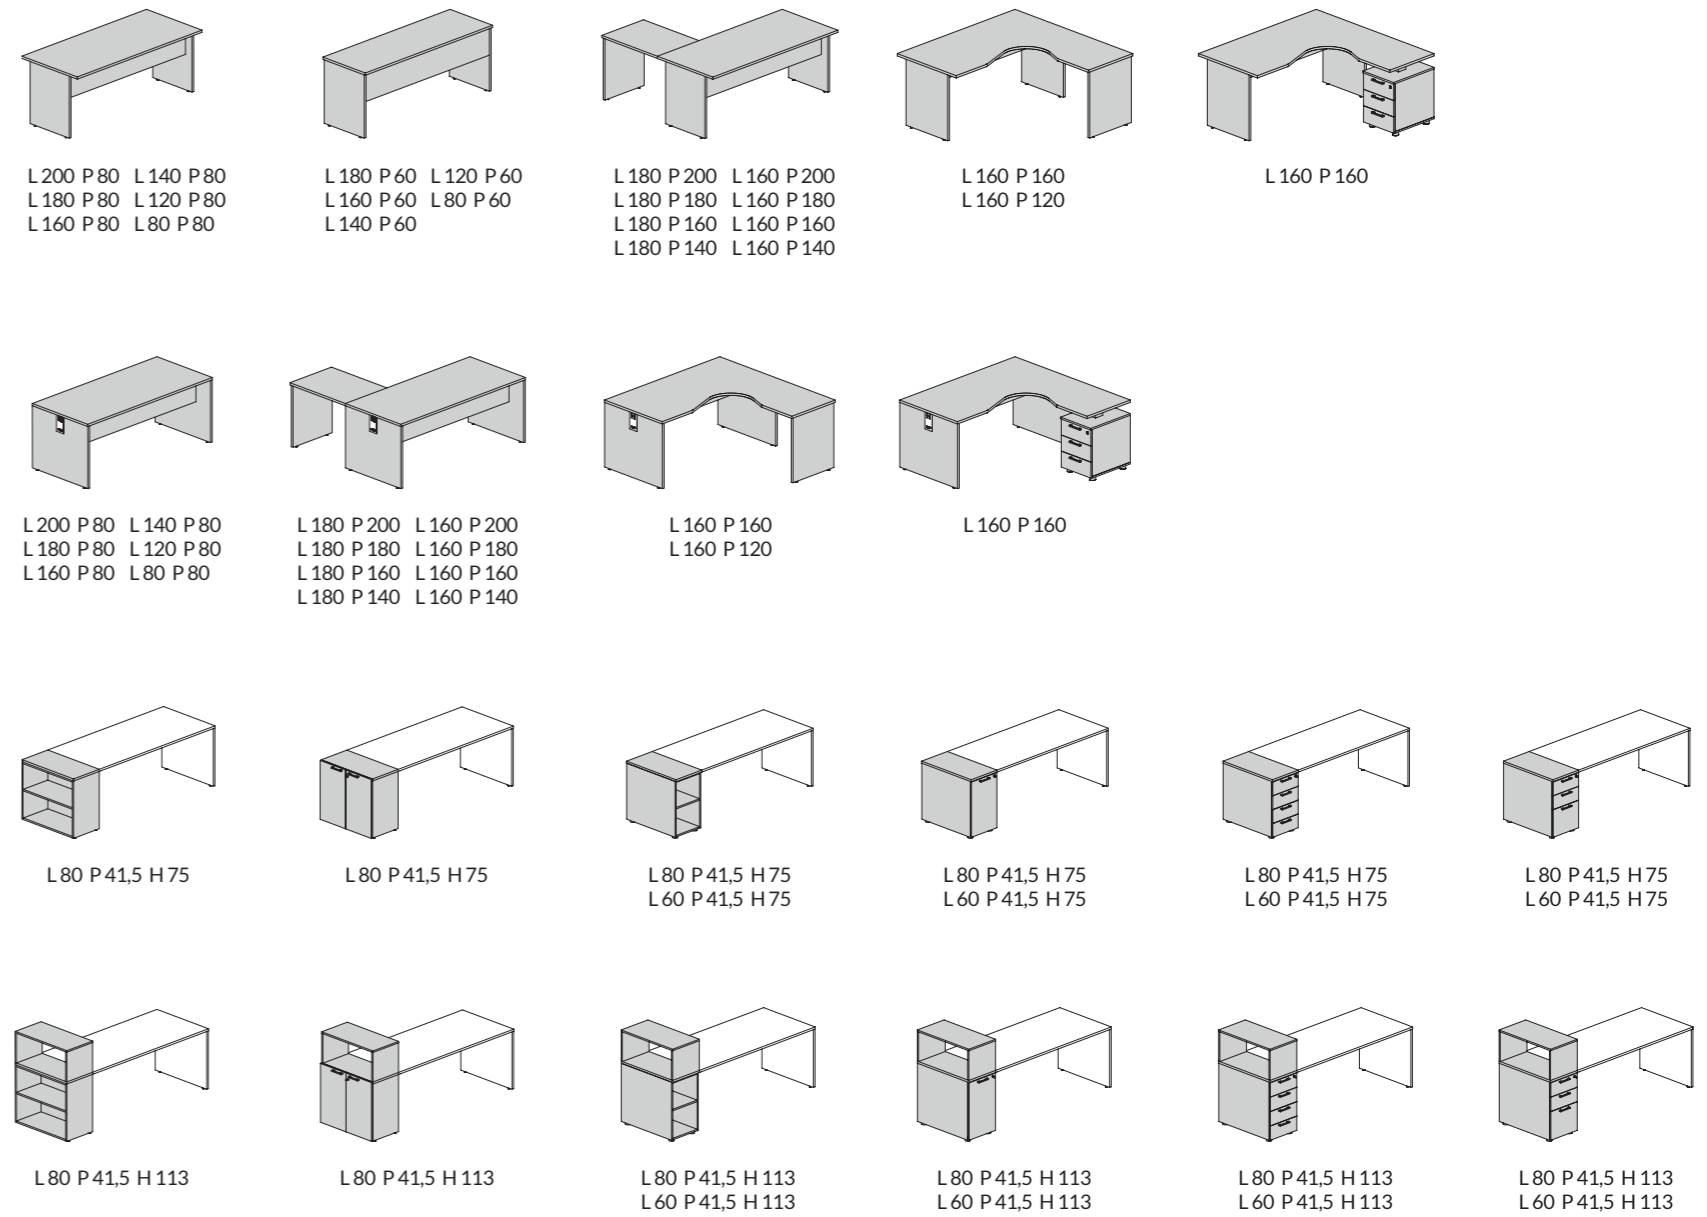 L 200 P 80 L 140 P 80
L 180 P 80 L 120 P 80
L 160 P 80 L 80 P 80
L 180 P 60 L 120 P 60
L 160 P 60 L 80 P 60
L 140 P 60
L 180 P 200 L 160 P 200
L 180 P 180 L 160 P 180
L 180 P 160 L 160 P 160
L 180 P 140 L 160 P 140
L 160 P 160
L 160 P 120
L 160 P 160
L 200 P 80 L 140 P 80
L 180 P 80 L 120 P 80
L 160 P 80 L 80 P 80
L 180 P 200 L 160 P 200
L 180 P 180 L 160 P 180
L 180 P 160 L 160 P 160
L 180 P 140 L 160 P 140
L 160 P 160
L 160 P 120
L 160 P 160
L 80 P 41,5 H 75
L 80 P 41,5 H 75
L 80 P 41,5 H 75
L 60 P 41,5 H 75
L 80 P 41,5 H 75
L 60 P 41,5 H 75
L 80 P 41,5 H 75
L 60 P 41,5 H 75
L 80 P 41,5 H 75
L 60 P 41,5 H 75
L 80 P 41,5 H 113
L 80 P 41,5 H 113
L 80 P 41,5 H 113
L 60 P 41,5 H 113
L 80 P 41,5 H 113
L 60 P 41,5 H 113
L 80 P 41,5 H 113
L 60 P 41,5 H 113
L 80 P 41,5 H 113
L 60 P 41,5 H 113